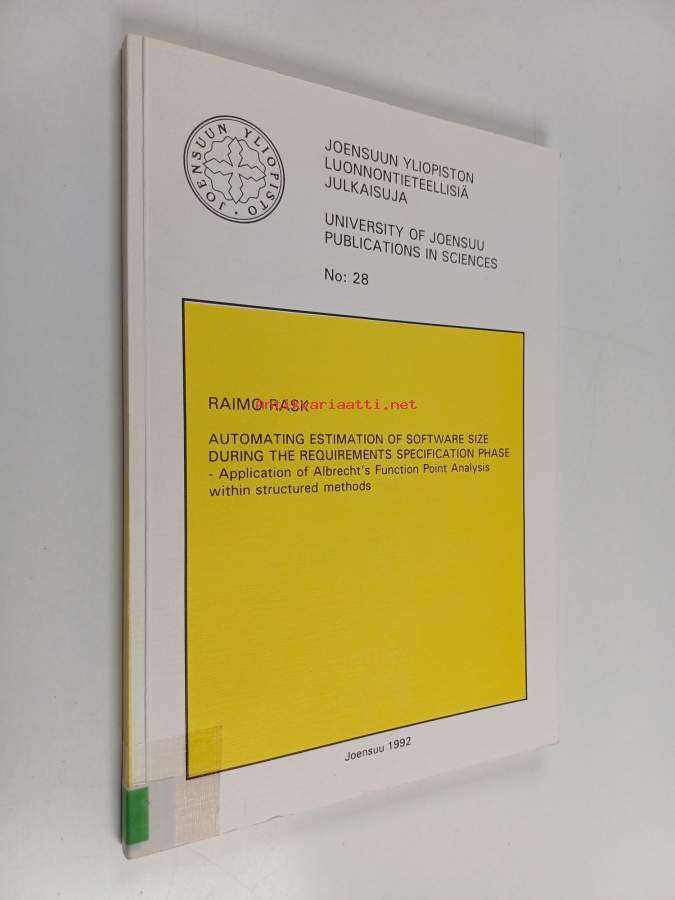 JOENSUUN YLIOPISTO
JOENSUUN YLIOPISTON
LUONNONTIETEELLISIÄ
JULKAISUJA
UNIVERSITY OF JOENSUU
PUBLICATIONS IN SCIENCES
No: 28
RAIMO RASK
antikvariaatti.net
AUTOMATING ESTIMATION OF SOFTWARE SIZE
DURING THE REQUIREMENTS SPECIFICATION PHASE
- Application of Albrecht's Function Point Analysis
within structured methods
Joensuu 1992